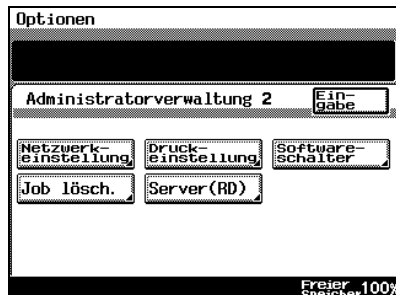 Optionen
Administratorverwaltung 2
Ein-
gabe
Netzwerk-
einstellung
Druck-
einstellung
Software-
schalter
Job lösch.
Server(RD)
Freier
Speicher 100%